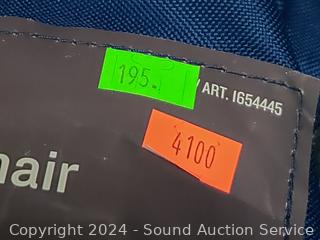 195.
/ ART. I654445
4100
hair
Copyright 2024 - Sound Auction Service